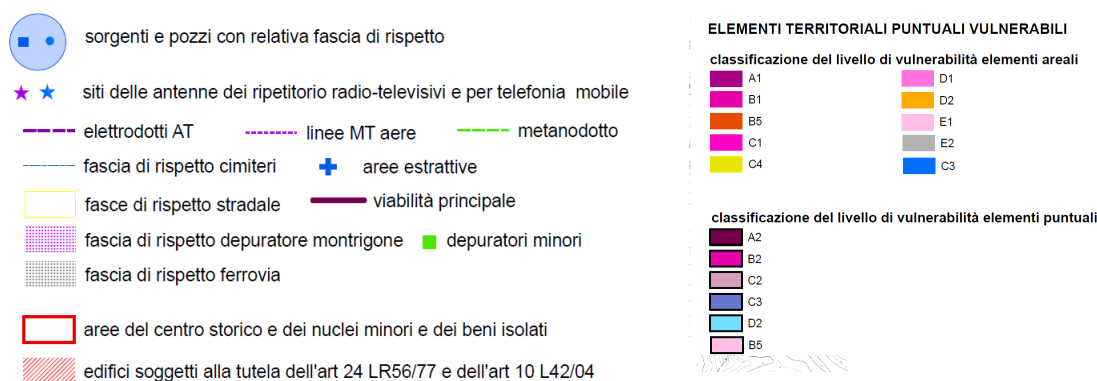 sorgenti e pozzi con relativa fascia di rispetto
siti delle antenne dei ripetitorio radio-televisivi e per telefonia mobile
elettrodotti AT
linee MT aere
metanodotto
fascia di rispetto cimiteri
aree estrattive
fasce di rispetto stradale
viabilità principale
fascia di rispetto depuratore montrigone
depuratori minori
fascia di rispetto ferrovia
aree del centro storico e dei nuclei minori e dei beni isolati
edifici soggetti alla tutela dell'art 24 LR56/77 e dell'art 10 L42/04
ELEMENTI TERRITORIALI PUNTUALI VULNERABILI
classificazione del livello di vulnerabilità elementi areali
A1
B1
B5
C1
C4
D1
D2
E1
E2
C3
classificazione del livello di vulnerabilità elementi puntuali
A2
B2
C2
C3
D2
B5